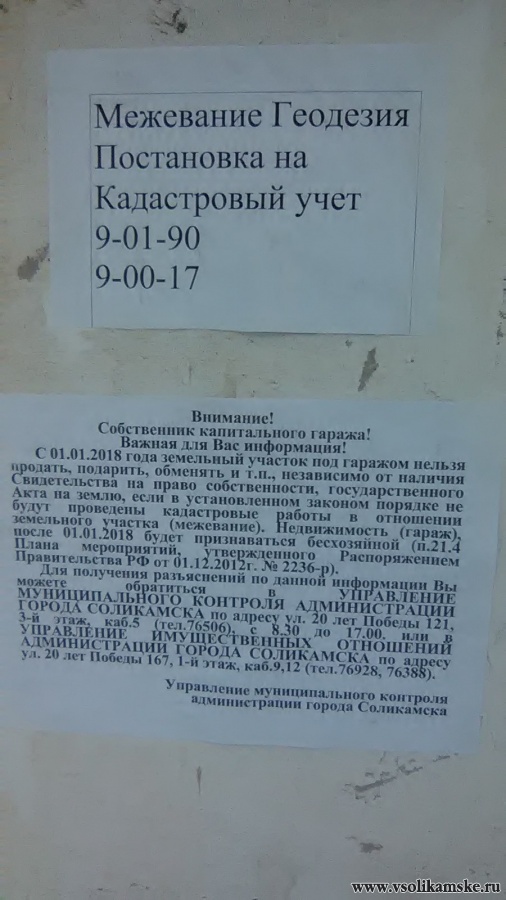 Межевание Геодезия
Постановка на
Кадастровый учет
9-01-90
9-00-17
Внимание!
Собственник капитального гаража!
Важная для Вас информация!
С 01.01.2018 года земельный участок под гаражом нельзя
продать, подарить, обменять и т.п., независимо от наличия
Свидетельства на право собственности, государственного
Акта на землю, если в установленном законом порядке не
будут проведены кадастровые работы в отношении
земельного участка (межевание). Недвижимость (гараж),
после 01.01.2018 будет признаваться бесхозяйной (п.21.4
Плана мероприятий, утвержденного Распоряжением
Правительства РФ от 01.12.2012г. № 2236-р).
Для получения разъяснений по данной информации Вы
можете обратиться в УПРАВЛЕНИЕ
МУНИЦИПАЛЬНОГО КОНТРОЛЯ АДМИНИСТРАЦИИ
ГОРОДА СОЛИКАМСКА по адресу ул. 20 лет Победы 121,
3-й этаж, каб.5 (тел.76506), с 8.30 до 17.00. или в
УПРАВЛЕНИЕ ИМУЩЕСТВЕННЫХ ОТНОШЕНИЙ
АДМИНИСТРАЦИИ ГОРОДА СОЛИКАМСКА по адресу
ул. 20 лет Победы 167, 1-й этаж, каб.9,12 (тел.76928, 76388).
Управление муниципального контроля
администрации города Соликамска
www.vsolikamske.ru